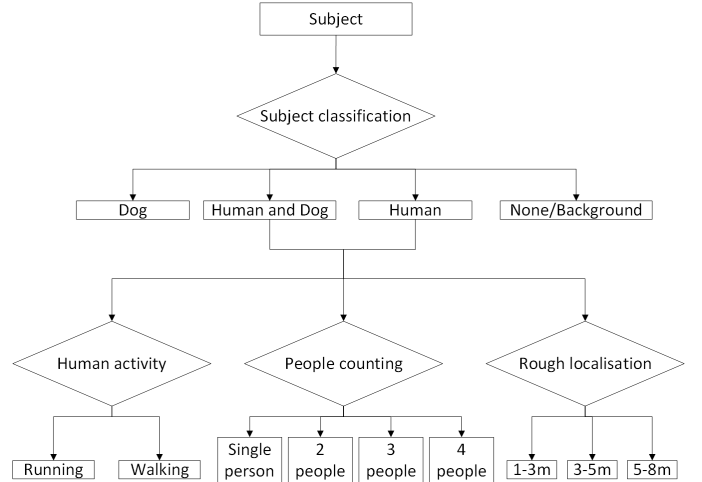 Subject
Subject classification
Dog
Human and Dog
Human
None/Background
Human activity
People counting
Rough localisation
Running
Walking
Single
person
2
people
3
people
4
people
1-3m
3-5m
5-8m